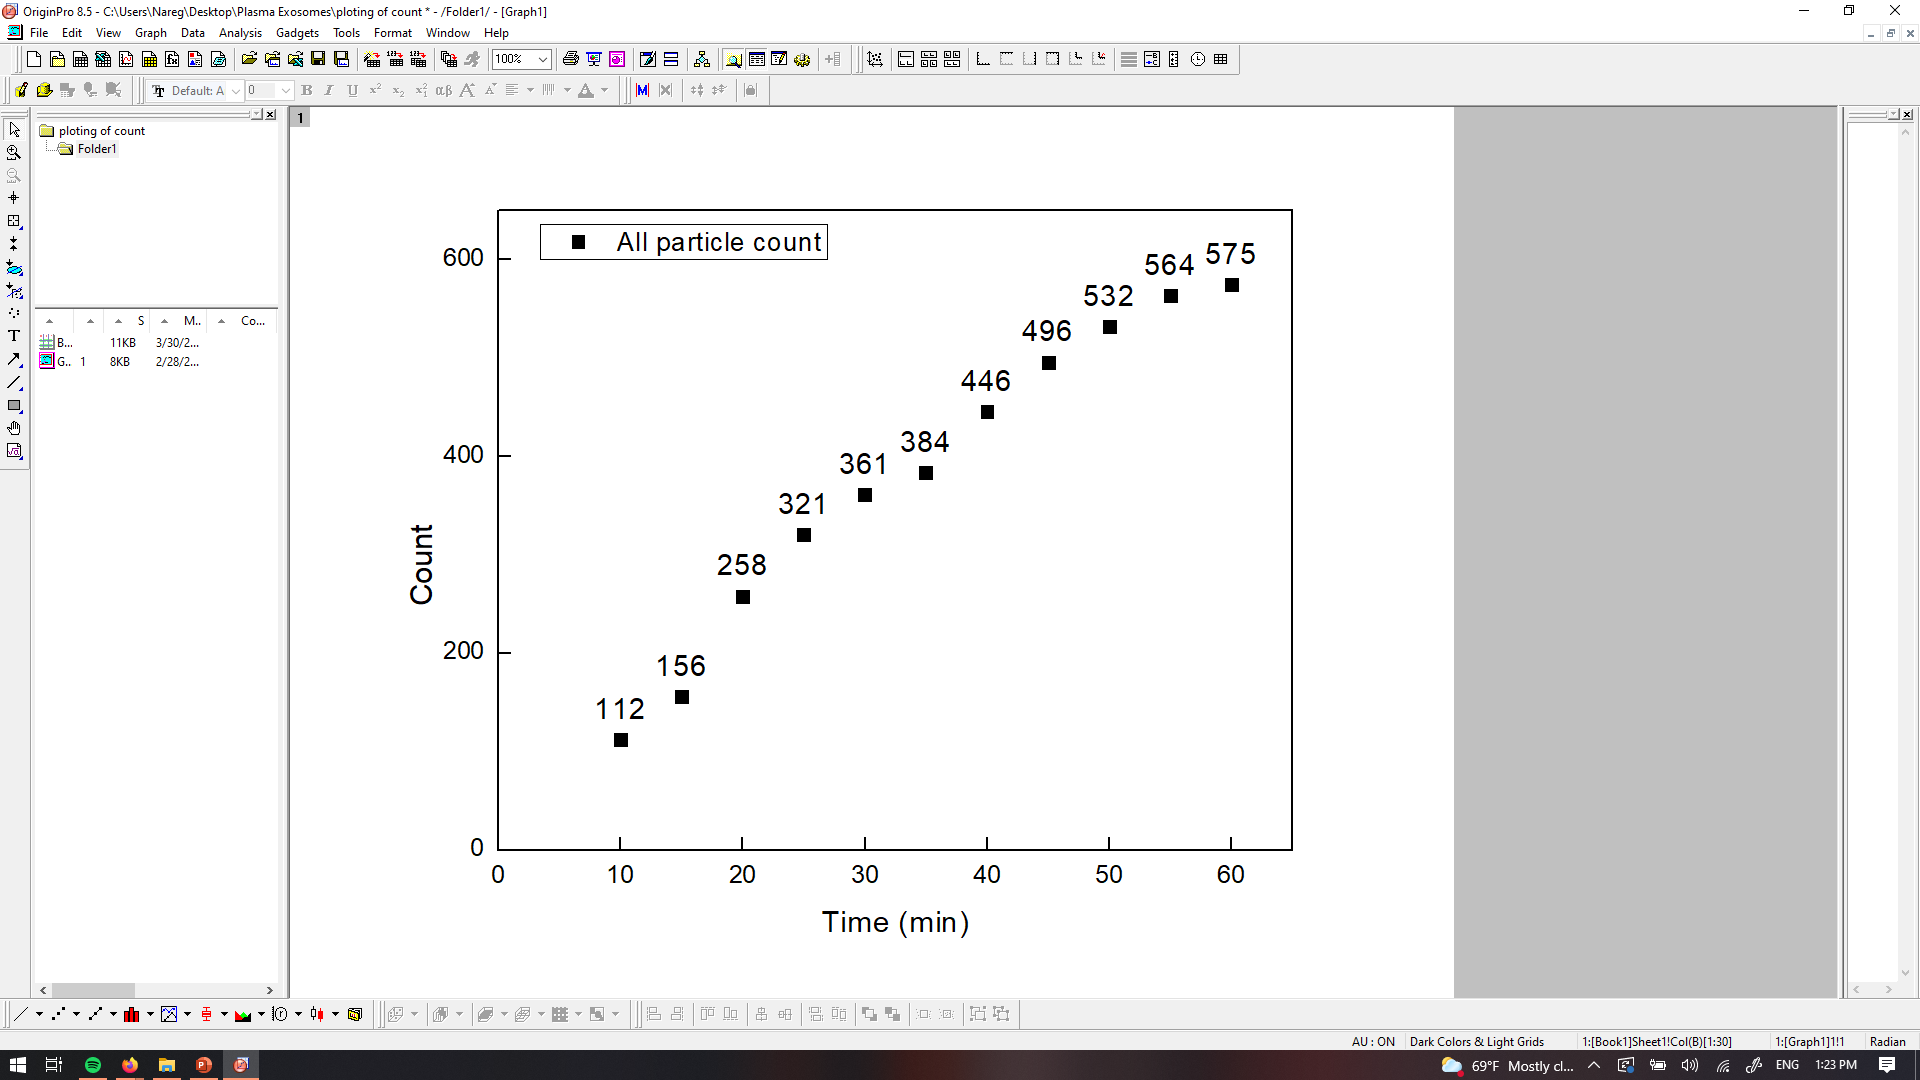 OriginPro 8.5 - C:\Users\Nareg\Desktop\Plasma Exosomes\ploting of count * - /Folder1/ - [Graph1]
File Edit View Graph Data Analysis Gadgets Tools Format Window Help
100%
Default: A 0
ploting of count
Folder1
S M.. Co...
B... 11KB 3/30/2...
G.. 1 8KB 2/28/2...
1
All particle count
600
400
200
0
Count
112
156
258
321
361
384
446
496
532
564
575
0 10 20 30 40 50 60
Time (min)
AU : ON Dark Colors & Light Grids 1:[Book1]Sheet1!Col(B)[1:30] 1:[Graph1]1!1 Radian
69°F Mostly cl... ENG 1:23 PM